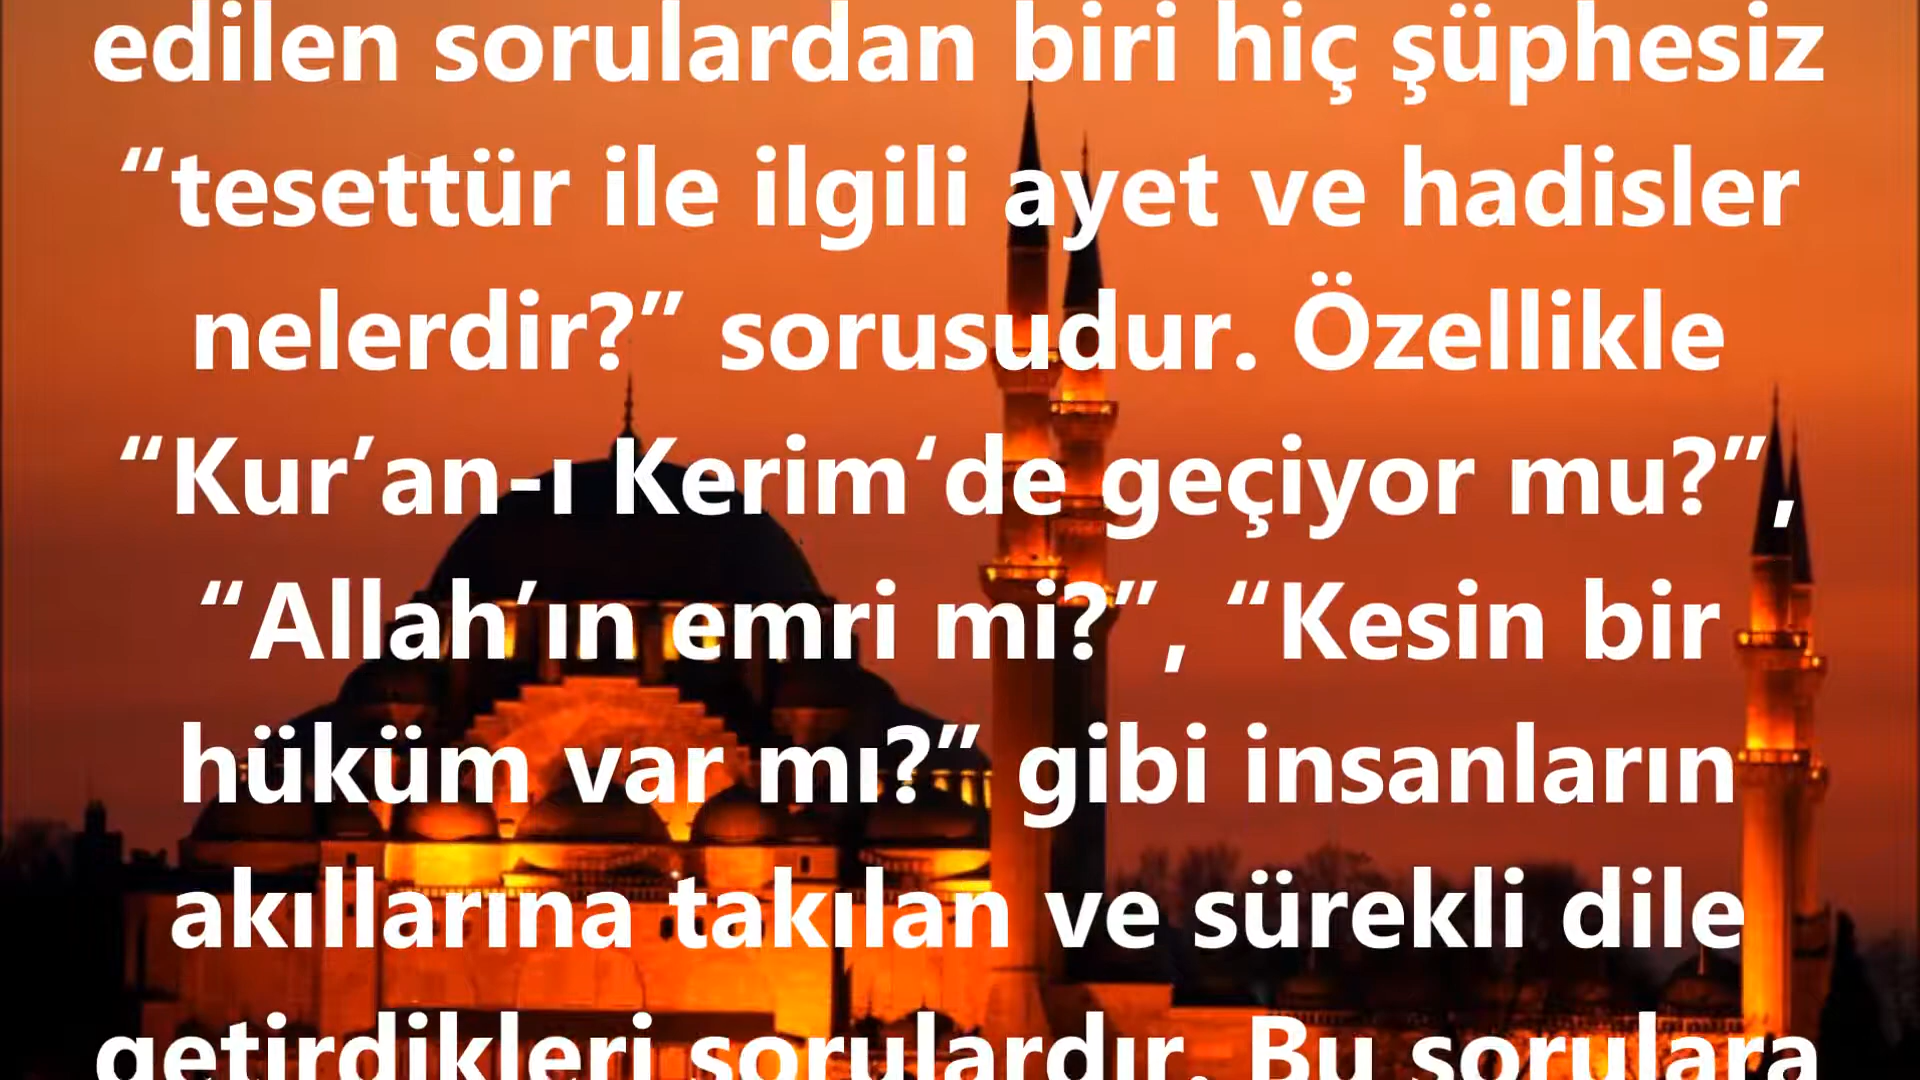 edilen sorulardan biri hiç şüphesiz
“tesettür ile ilgili ayet ve hadisler
nelerdir?” sorusudur. Özellikle
“Kur’an-ı Kerim‘de geçiyor mu?”,
“Allah’ın emri mi?”, “Kesin bir
hüküm var mı?” gibi insanların
akıllarına takılan ve sürekli dile
getirdikleri sorulardır. Bu sorulara